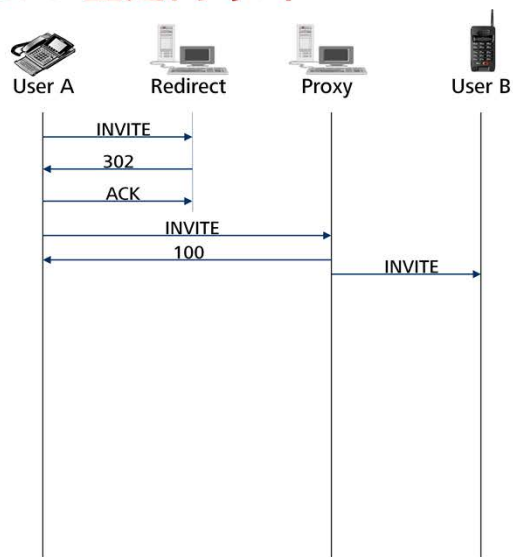 User A
Redirect
Proxy
User B
INVITE
302
ACK
INVITE
100
INVITE